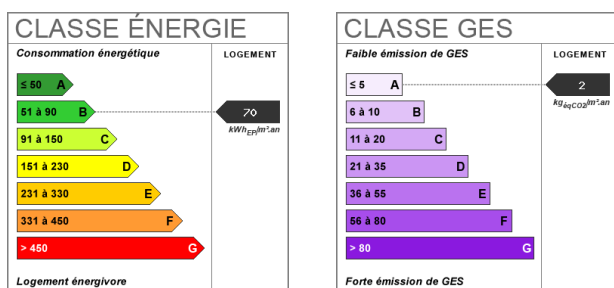 CLASSE ÉNERGIE
Consommation énergétique
LOGEMENT
≤ 50 A
51 à 90 B
70
kWhEP/m².an
91 à 150 C
151 à 230 D
231 à 330 E
331 à 450 F
> 450 G
Logement énergivore
CLASSE GES
Faible émission de GES
LOGEMENT
≤ 5 A
2
kgéqCO2/m².an
6 à 10 B
11 à 20 C
21 à 35 D
36 à 55 E
56 à 80 F
> 80 G
Forte émission de GES